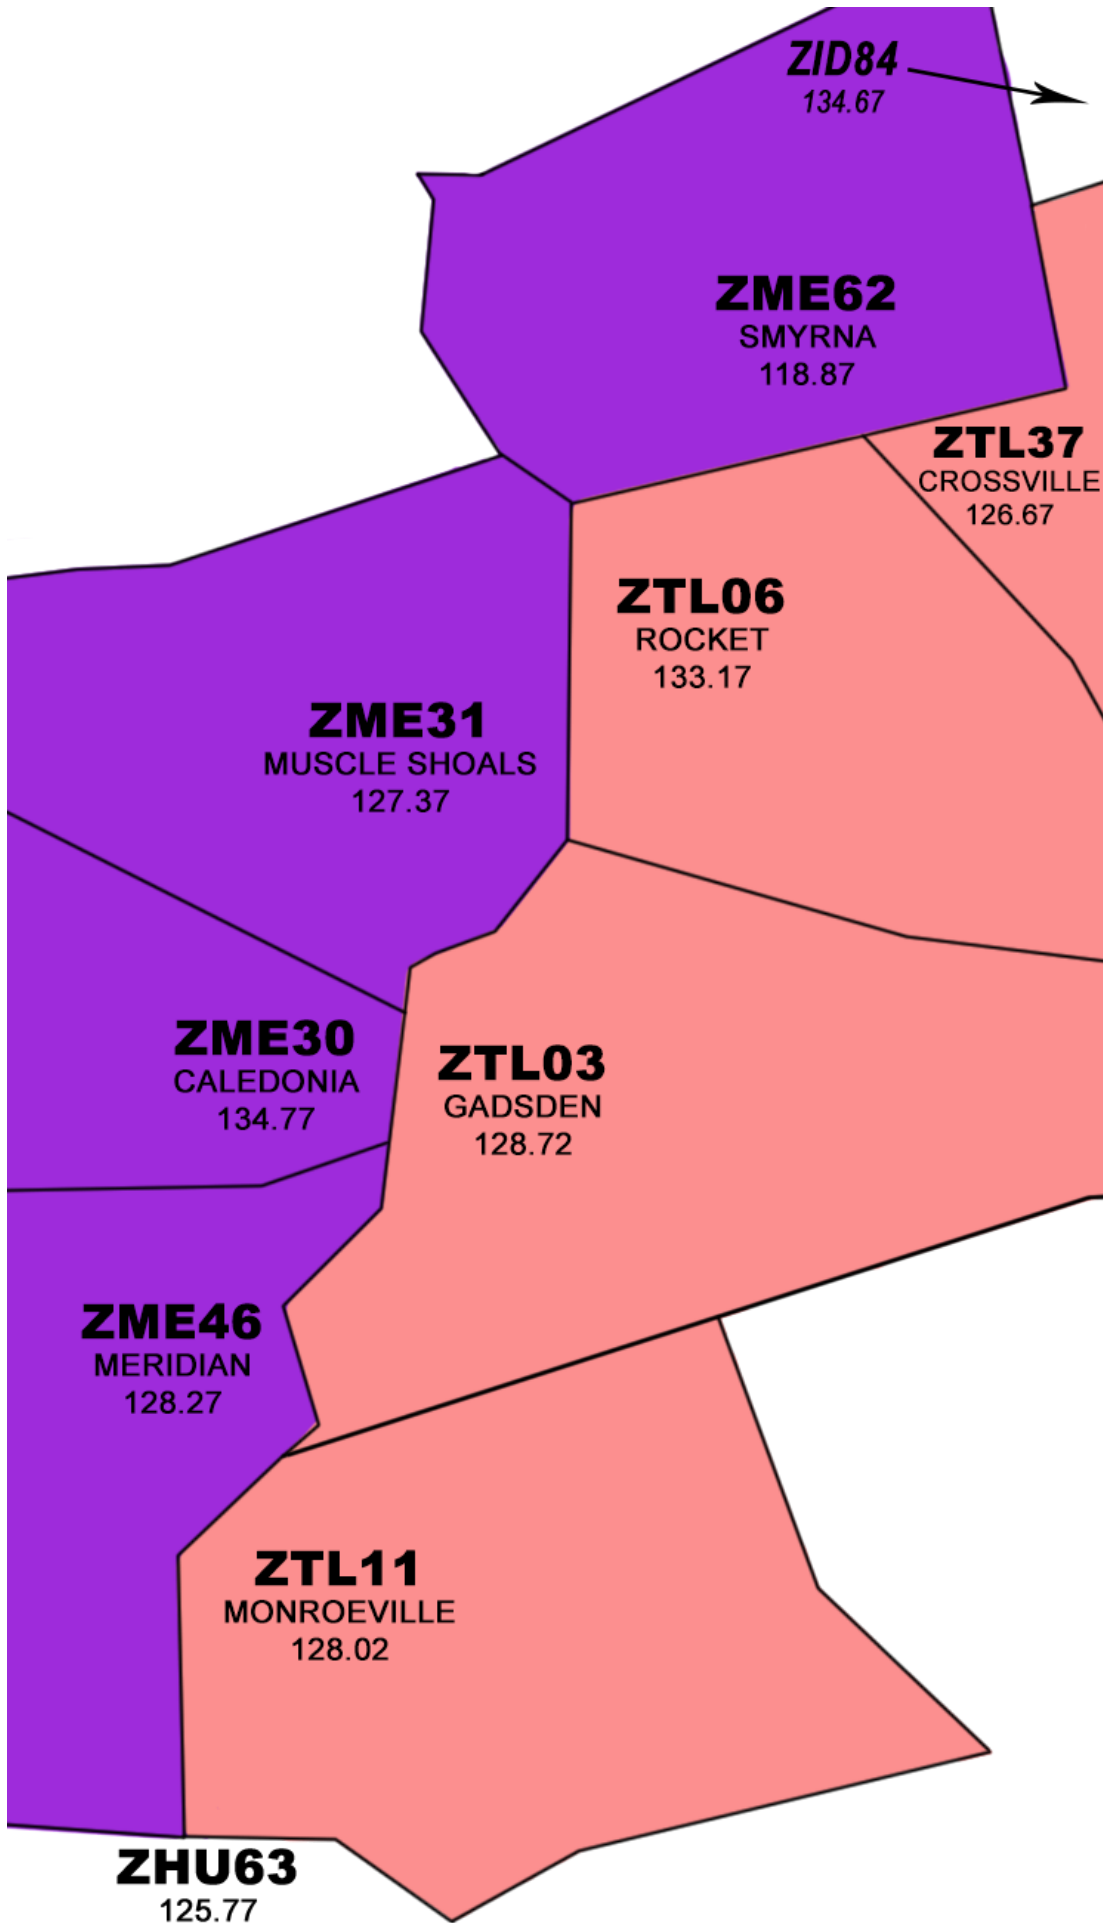 ZID84
134.67
ZME62
SMYRNA
118.87
ZTL37
CROSSVILLE
126.67
ZTL06
ROCKET
133.17
ZME31
MUSCLE SHOALS
127.37
ZME30
CALEDONIA
134.77
ZTL03
GADSDEN
128.72
ZME46
MERIDIAN
128.27
ZTL11
MONROEVILLE
128.02
ZHU63
125.77